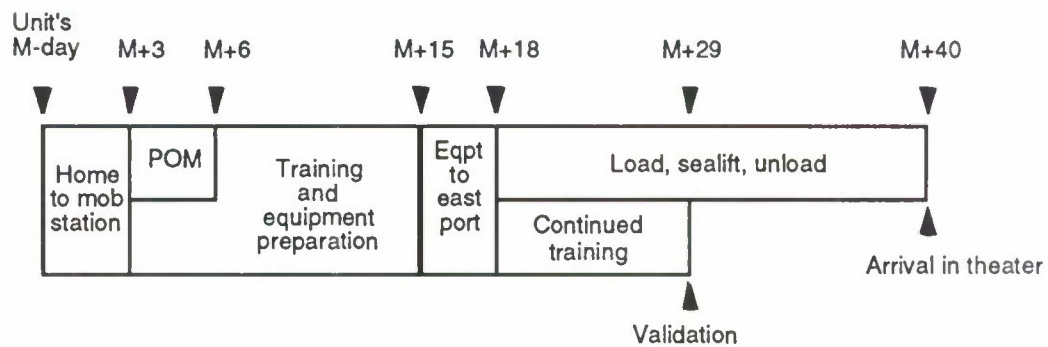 Unit's
M-day
M+3
M+6
M+15
M+18
M+29
M+40
Home
to mob
station
POM
Training
and
equipment
preparation
Eqpt
to
east
port
Load, sealift, unload
Continued
training
Arrival in theater
Validation